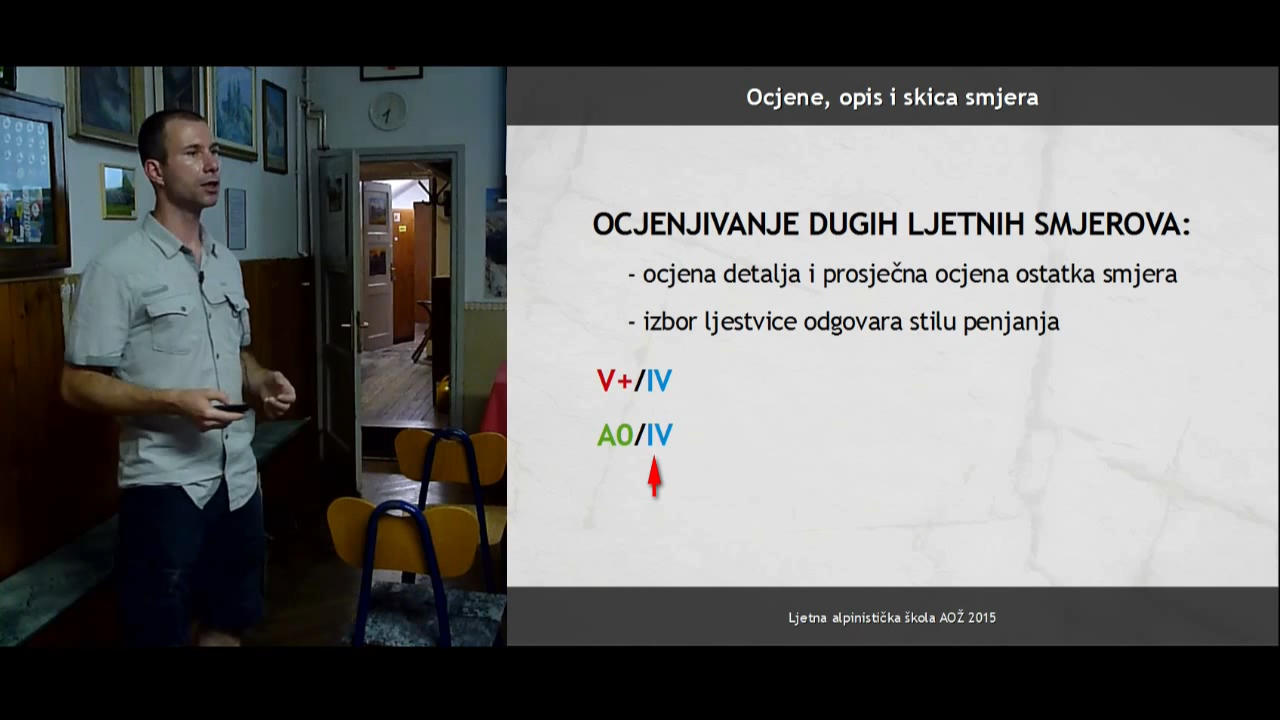 Ocjene, opis i skica smjera
OCJENJIVANJE DUGIH LJETNIH SMJEROVA:
- ocjena detalja i prosječna ocjena ostatka smjera
- izbor ljestvice odgovara stilu penjanja
V+/IV
A0/IV
Ljetna alpinistička škola AOŽ 2015